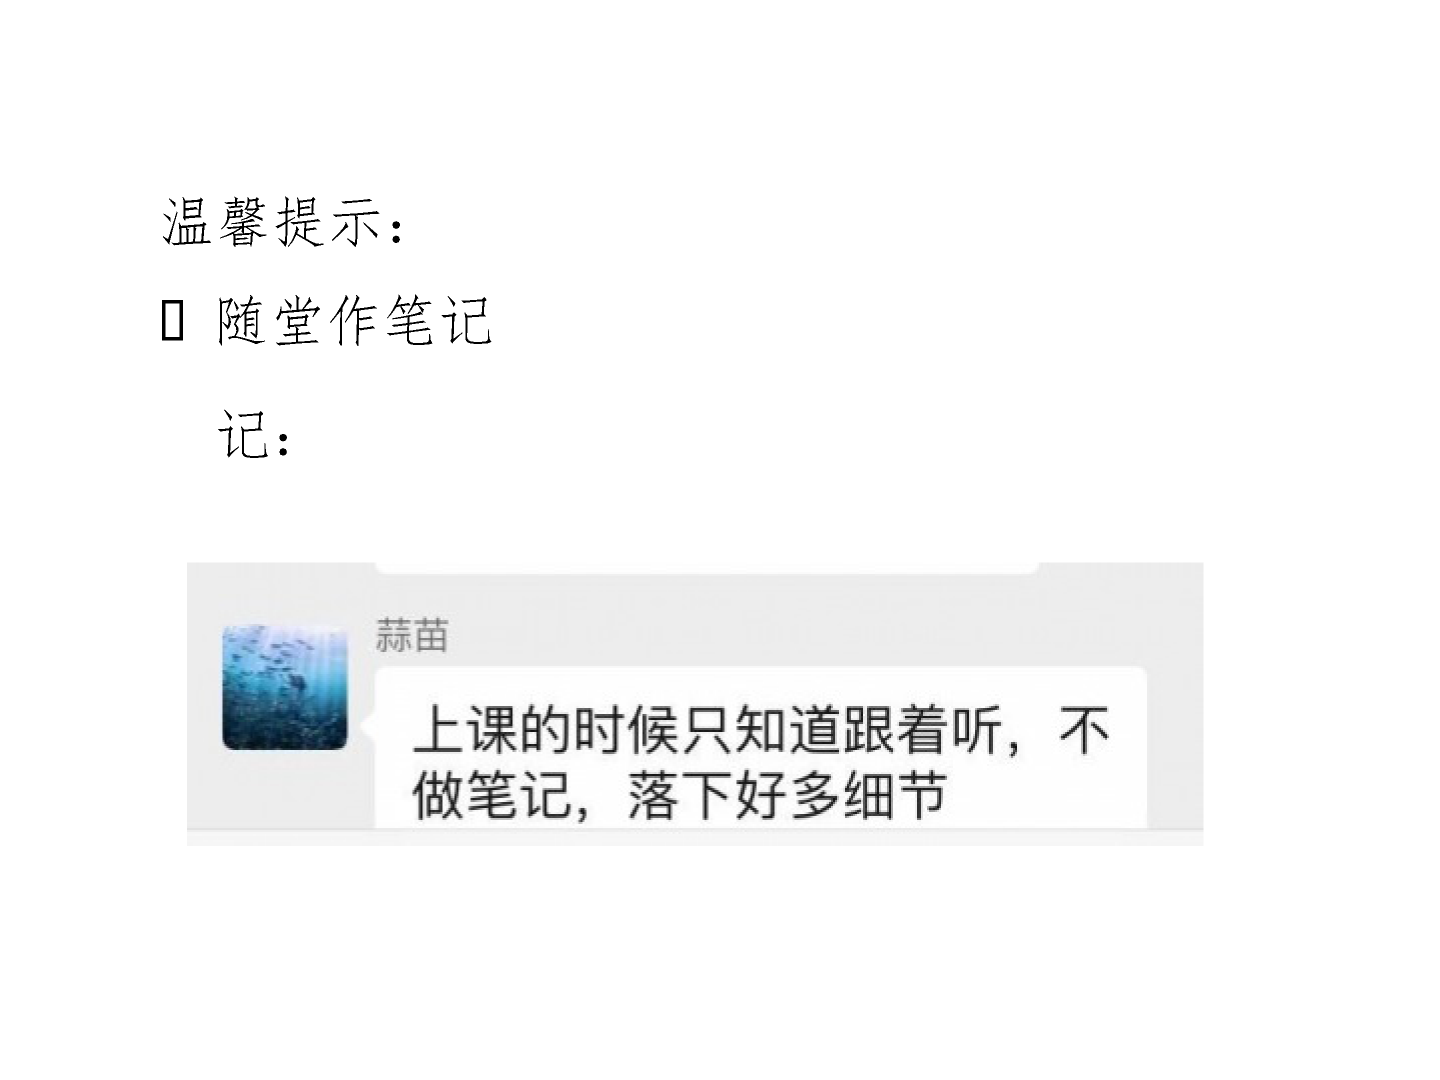 温馨提示：
随堂作笔记
记：
蒜苗
上课的时候只知道跟着听，不
做笔记，落下好多细节